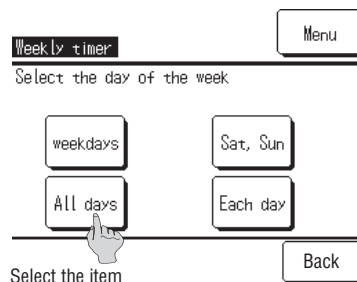 Menu
Weekly timer
Select the day of the week
weekdays
Sat, Sun
All days
Each day
Back
Select the item